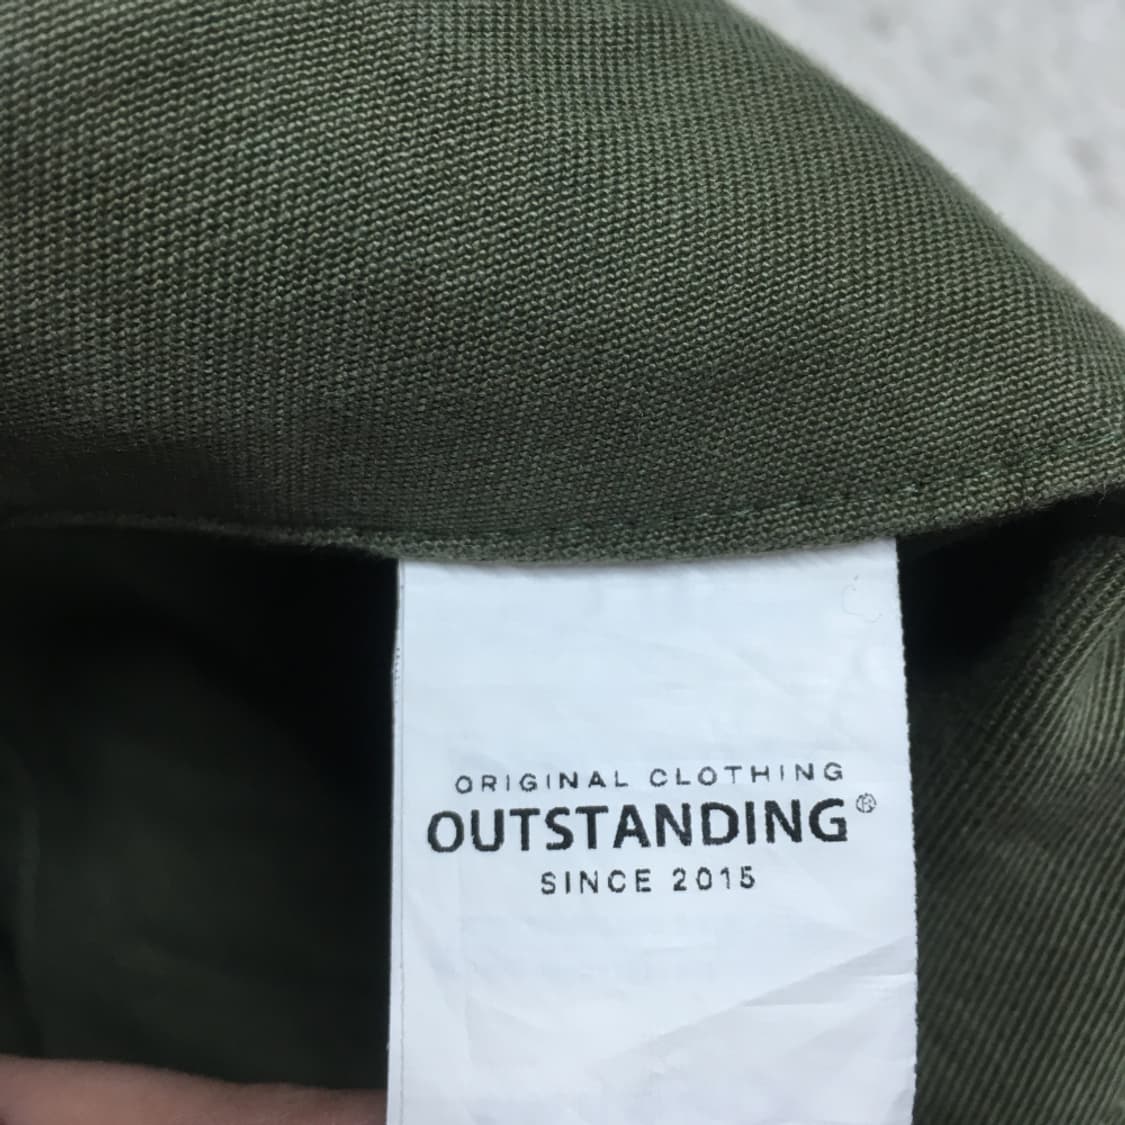 ORIGINAL CLOTHING
OUTSTANDING®
SINCE 2015